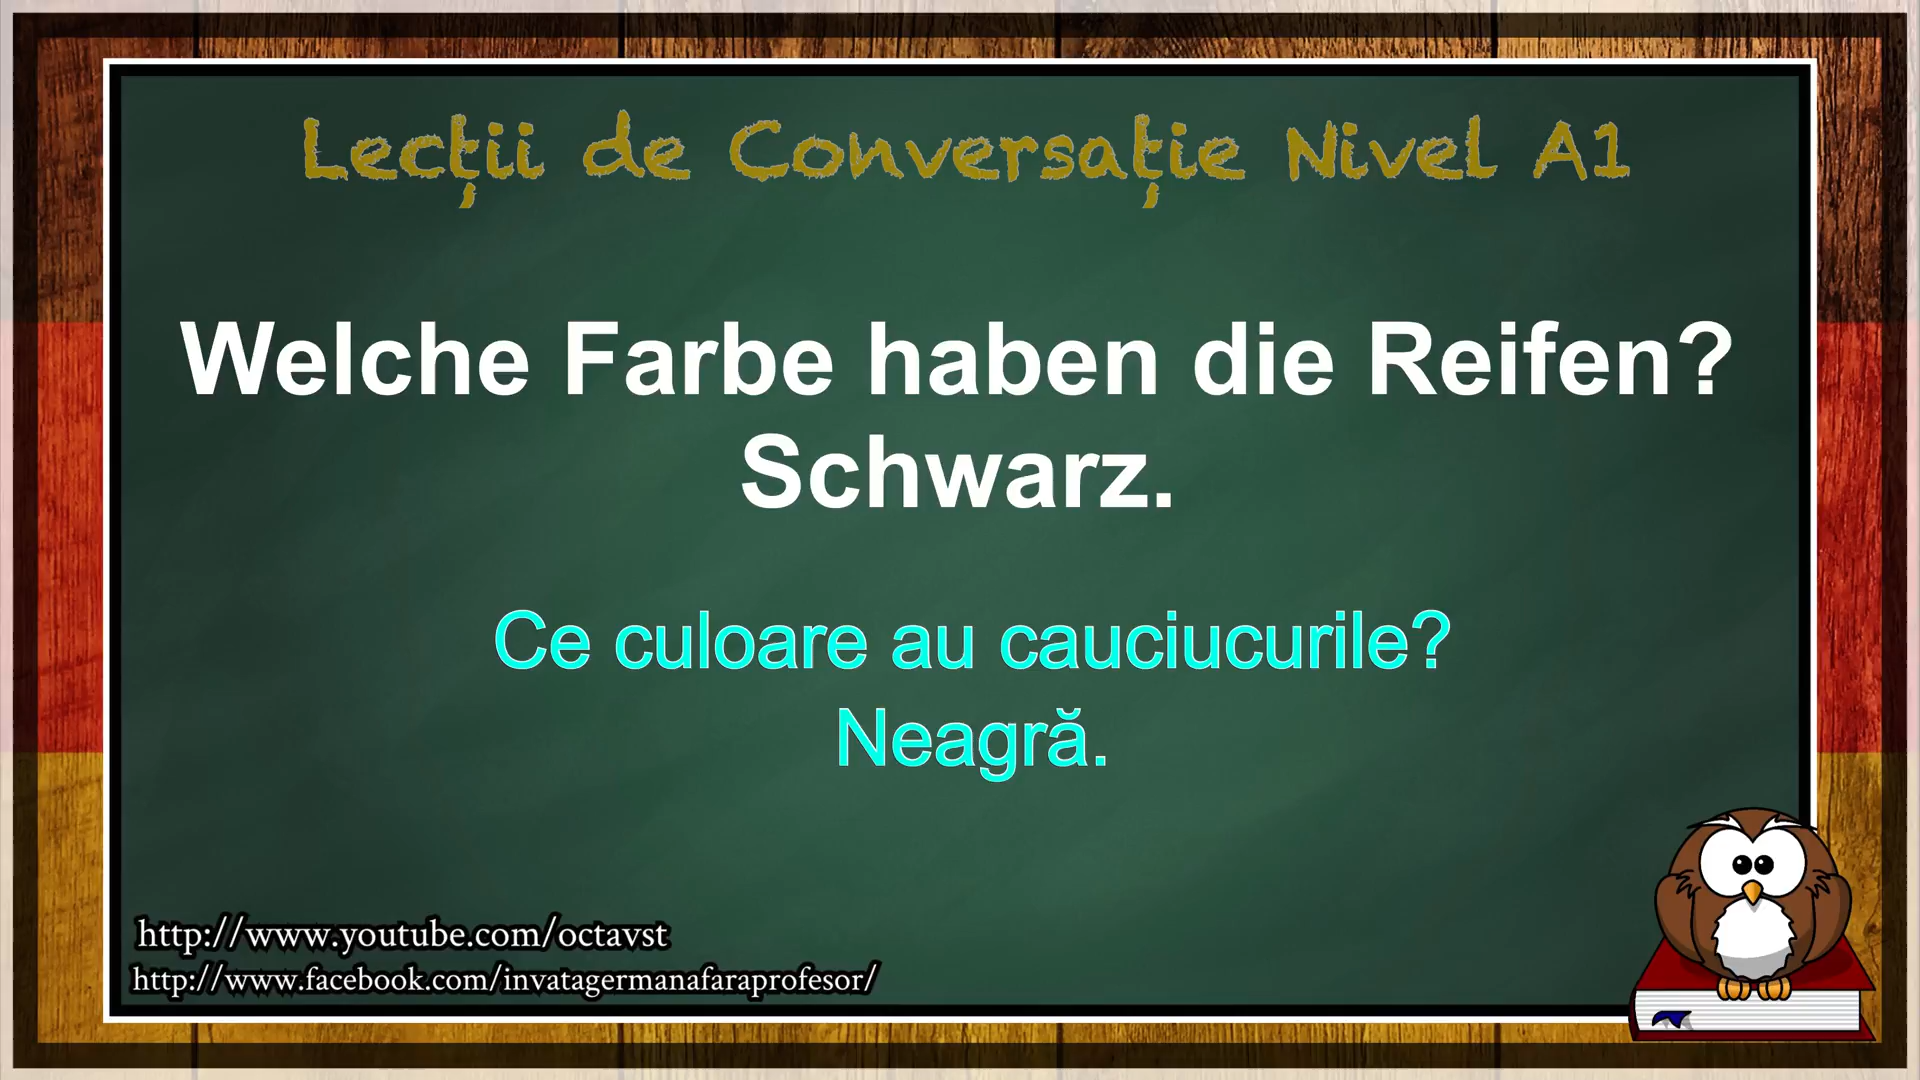 Lecții de Conversație Nivel A1
Welche Farbe haben die Reifen?
Schwarz.
Ce culoare au cauciucurile?
Neagră.
http://www.youtube.com/octavst
http://www.facebook.com/invatagermanafaraprofesor/